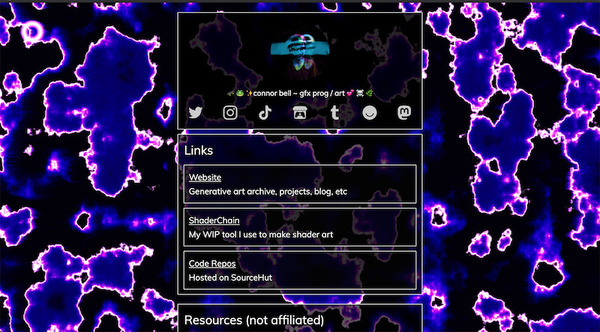 connor bell ~ gfx prog / art
Links
Website
Generative art archive, projects, blog, etc
ShaderChain
My WIP tool I use to make shader art
Code Repos
Hosted on SourceHut
Resources (not affiliated)